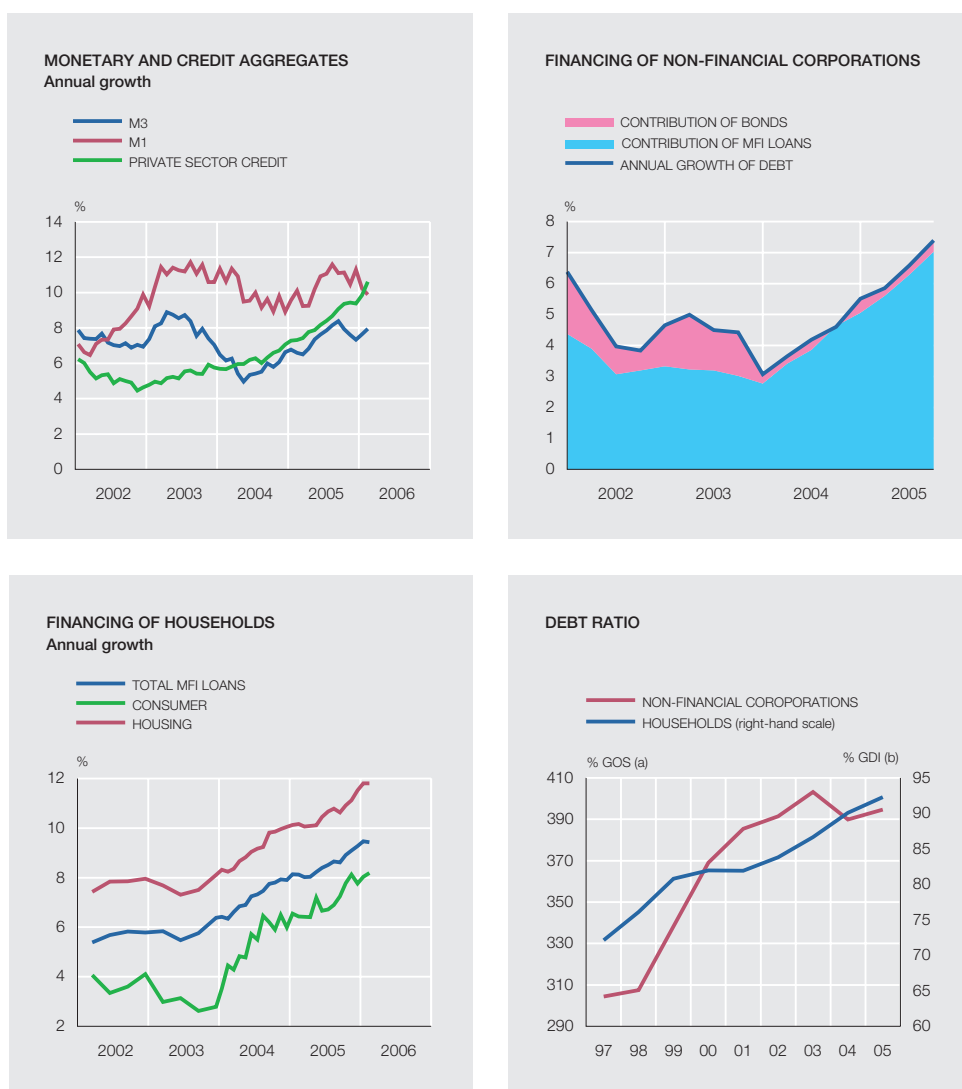 MONETARY AND CREDIT AGGREGATES
Annual growth
M3
M1
PRIVATE SECTOR CREDIT
%
14
12
10
8
6
4
2
0
2002 2003 2004 2005 2006
FINANCING OF NON-FINANCIAL CORPORATIONS
CONTRIBUTION OF BONDS
CONTRIBUTION OF MFI LOANS
ANNUAL GROWTH OF DEBT
%
8
7
6
5
4
3
2
1
0
2002 2003 2004 2005
FINANCING OF HOUSEHOLDS
Annual growth
TOTAL MFI LOANS
CONSUMER
HOUSING
%
12
10
8
6
4
2
2002 2003 2004 2005 2006
DEBT RATIO
NON-FINANCIAL COROPORATIONS
HOUSEHOLDS (right-hand scale)
% GOS (a) % GDI (b)
410 95
390 90
370 85
350 80
330 75
310 70
290 65
60
97 98 99 00 01 02 03 04 05